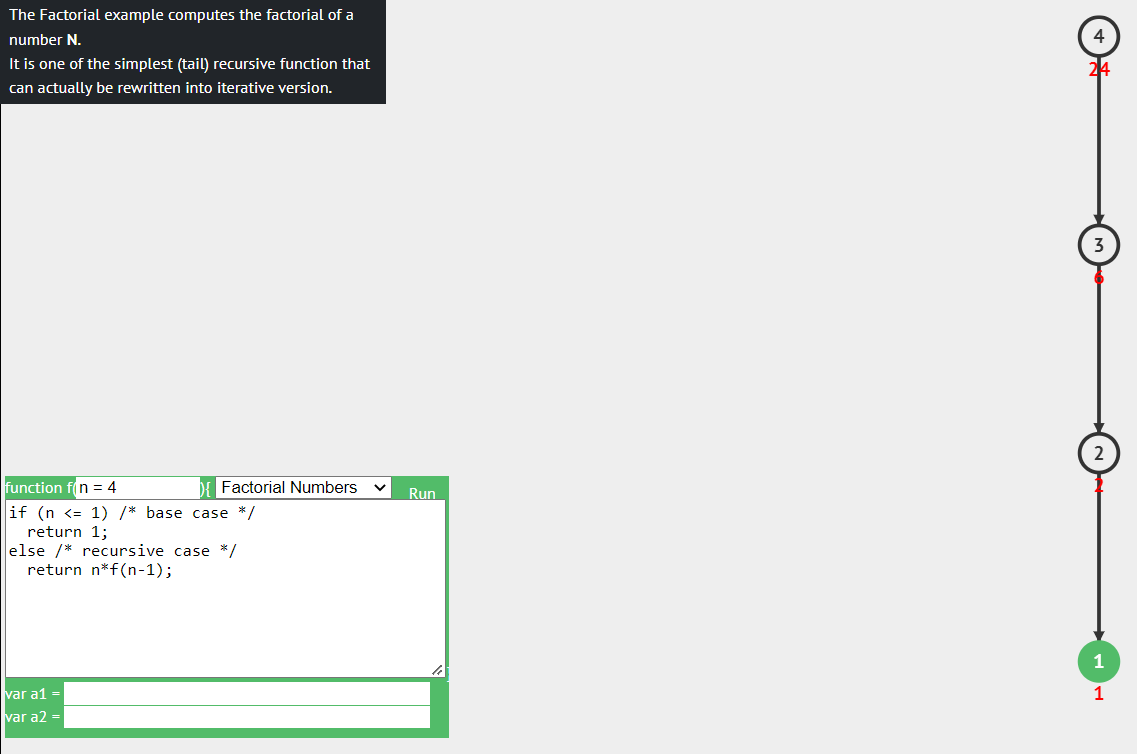 The Factorial example computes the factorial of a
number N.
It is one of the simplest (tail) recursive function that
can actually be rewritten into iterative version.
4
24
3
6
2
2
1
1
function f(n = 4){ Factorial Numbers Run
if (n <= 1) /* base case */
  return 1;
else /* recursive case */
  return n*f(n-1);
}
var a1 =
var a2 =